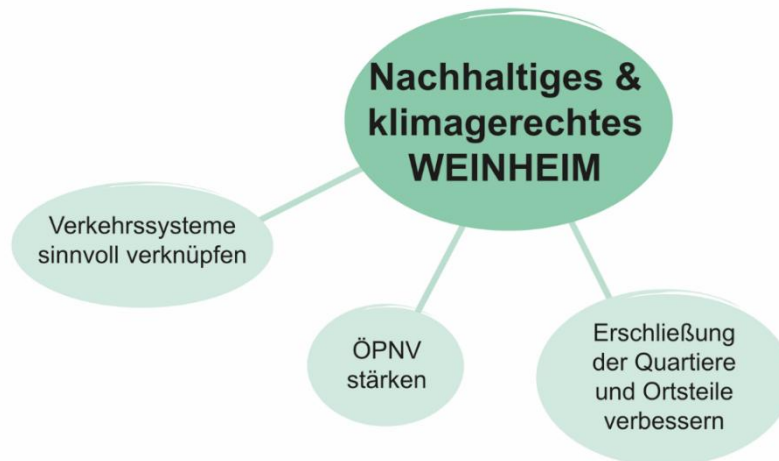 Nachhaltiges &
klimagerechtes
WEINHEIM
Verkehrssysteme
sinnvoll verknüpfen
ÖPNV
stärken
Erschließung
der Quartiere
und Ortsteile
verbessern